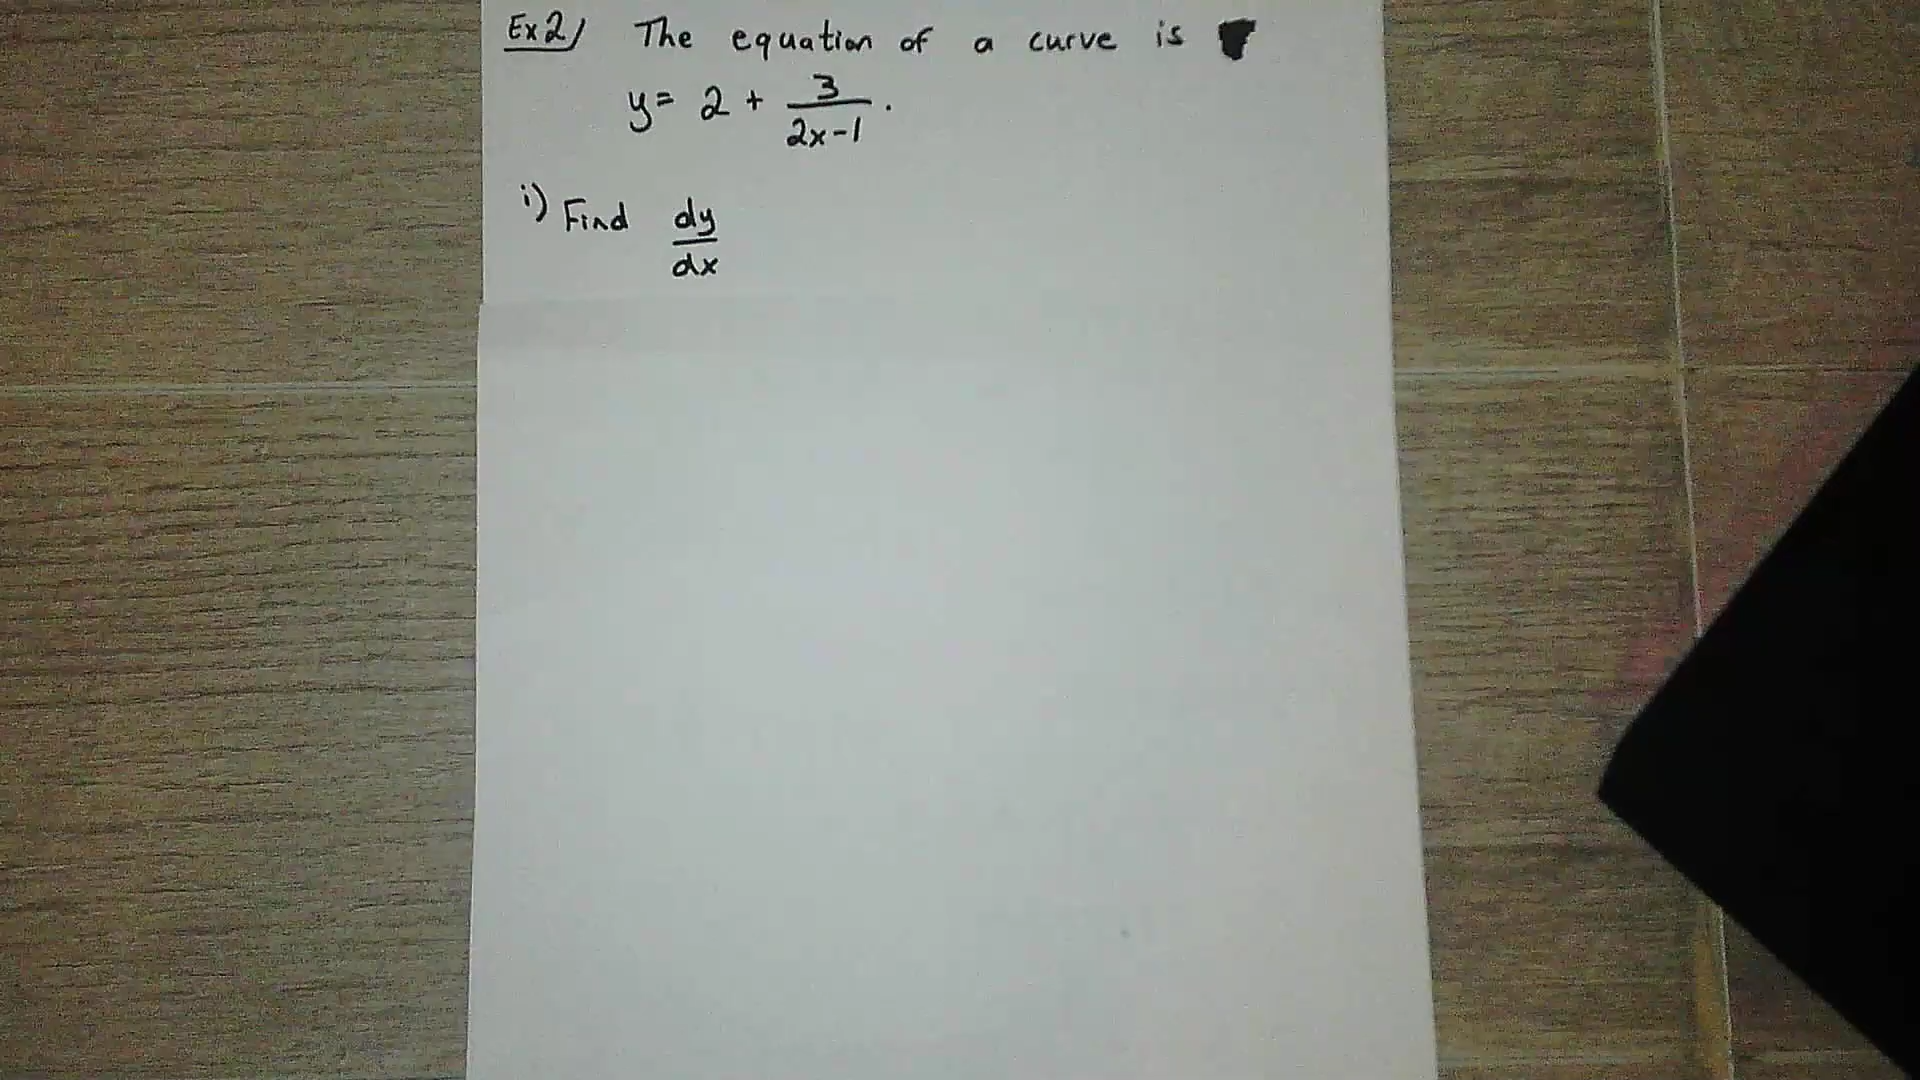 Ex2/ The equation of a curve is
y = 2 + 3/(2x-1).
i) Find dy/dx